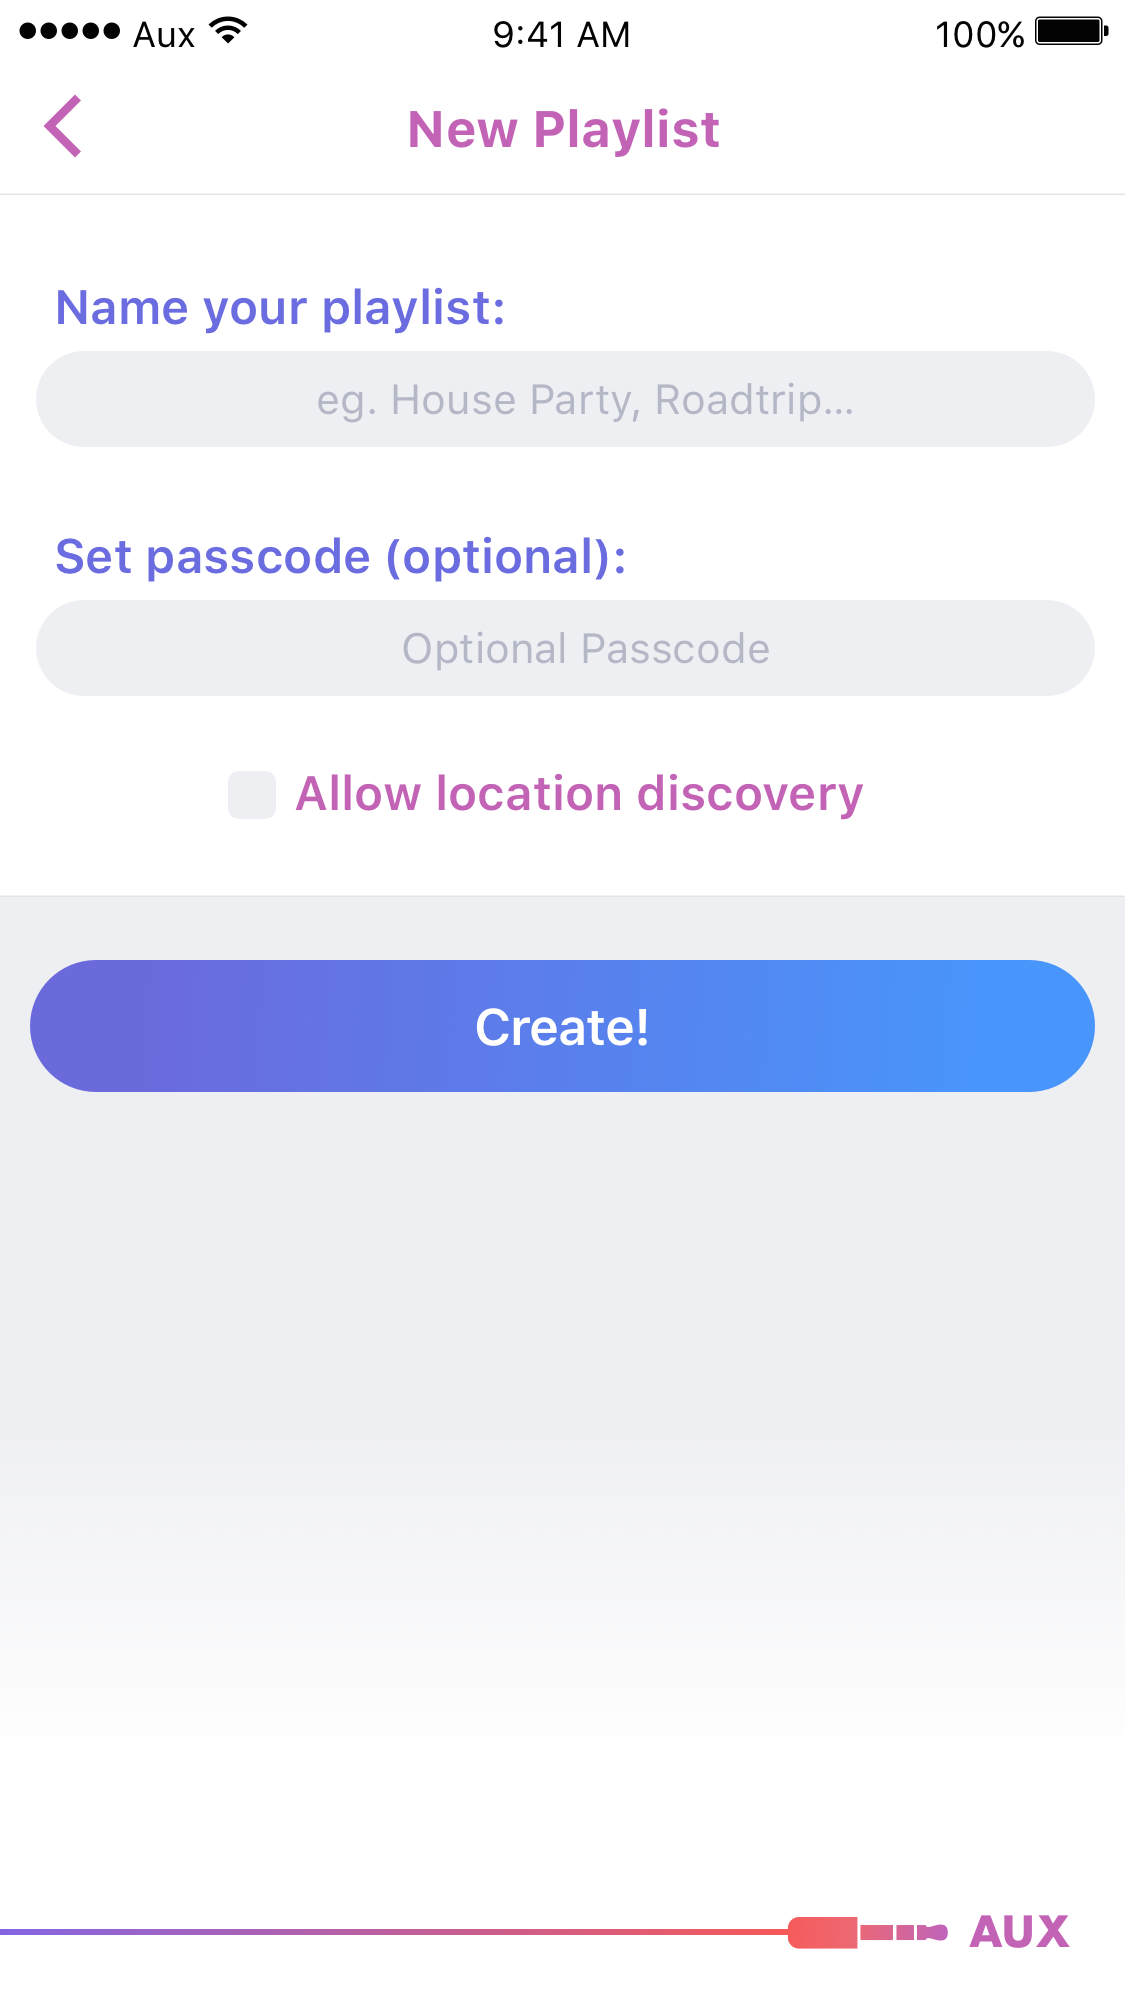 Aux 9:41 AM 100%
New Playlist
Name your playlist:
eg. House Party, Roadtrip...
Set passcode (optional):
Optional Passcode
Allow location discovery
Create!
AUX